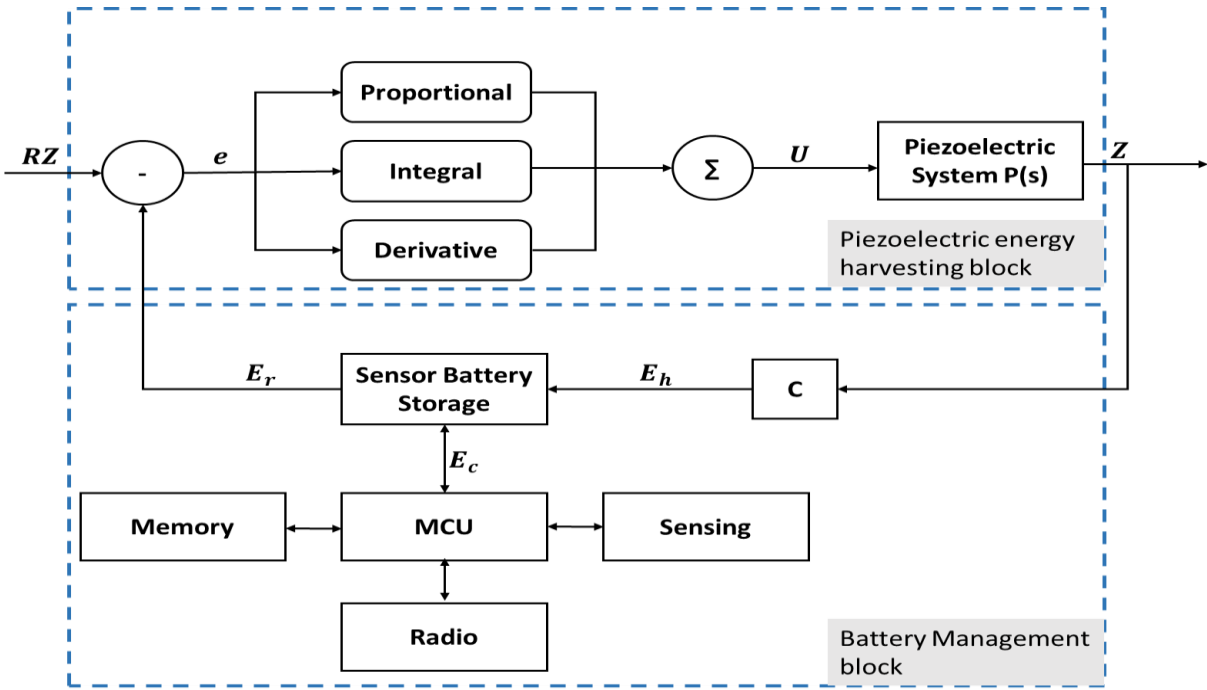 Proportional
RZ
-
e
Integral
Σ
U
Piezoelectric
System P(s)
Z
Derivative
Piezoelectric energy
harvesting block
E_r
Sensor Battery
Storage
E_h
C
E_c
Memory
MCU
Sensing
Radio
Battery Management
block